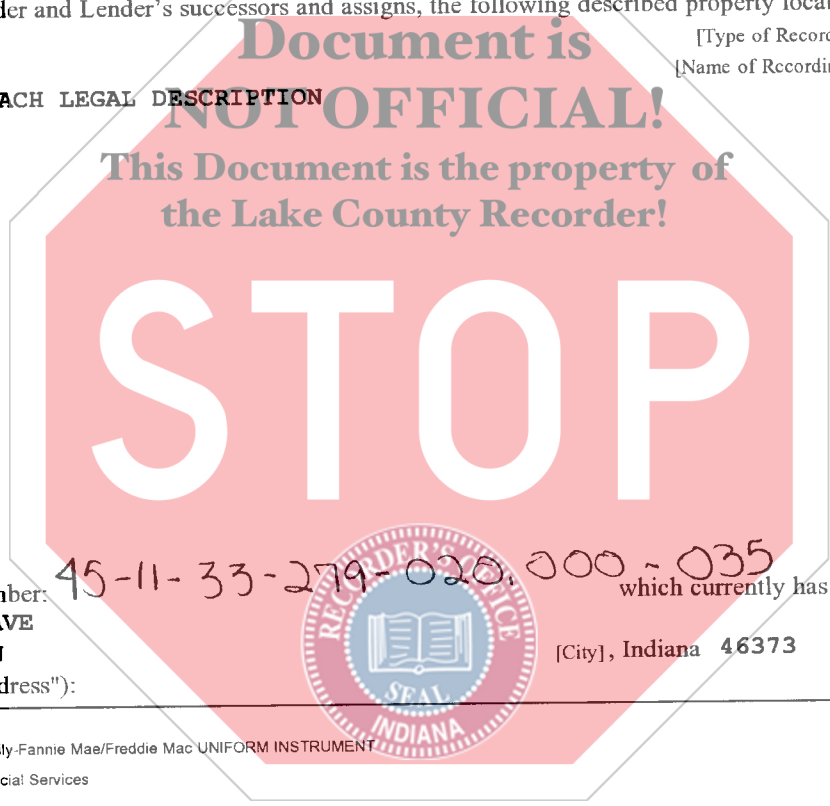 der and Lender's successors and assigns, the following described property loca
Document is
[Type of Record
[Name of Recordin
ACH LEGAL DESCRIPTION
NOT OFFICIAL!
This Document is the property of
the Lake County Recorder!
STOP
nber: 45-11-33-279-020.000-035
which currently has
AVE
[City], Indiana 46373
dress"):
RECORDER'S OFFICE
SEAL
INDIANA
ly-Fannie Mae/Freddie Mac UNIFORM INSTRUMENT
cial Services